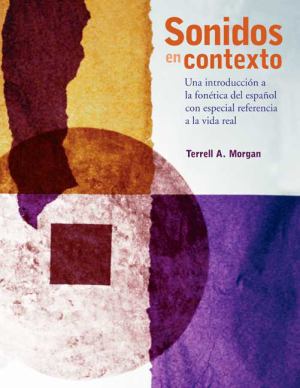 Sonidos
en contexto
Una introducción a
la fonética del español
con especial referencia
a la vida real
Terrell A. Morgan